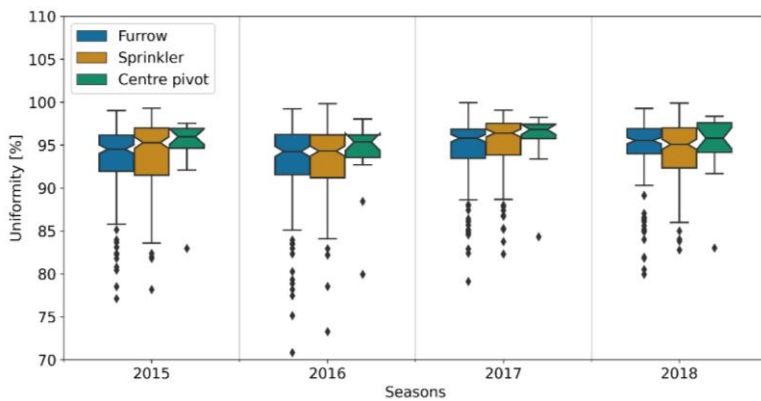 110
105
100
95
90
85
80
75
70
Uniformity [%]
Furrow
Sprinkler
Centre pivot
2015 2016 2017 2018
Seasons